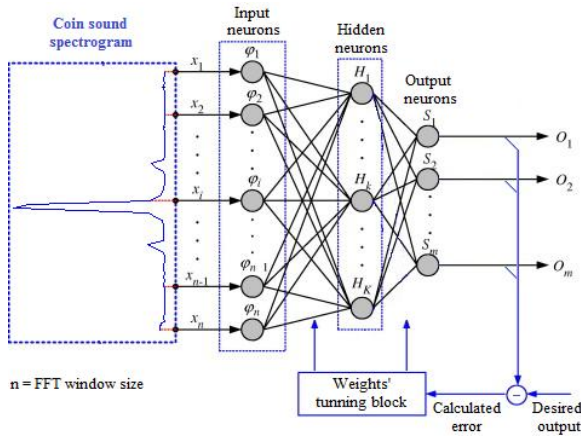 Coin sound
spectrogram
Input
neurons
Hidden
neurons
Output
neurons
x1
x2
xi
xn-1
xn
φ1
φ2
φi
φn-1
φn
H1
Hk
HK
S1
S2
Sm
O1
O2
Om
n = FFT window size
Weights'
tunning block
Calculated
error
−
Desired
output